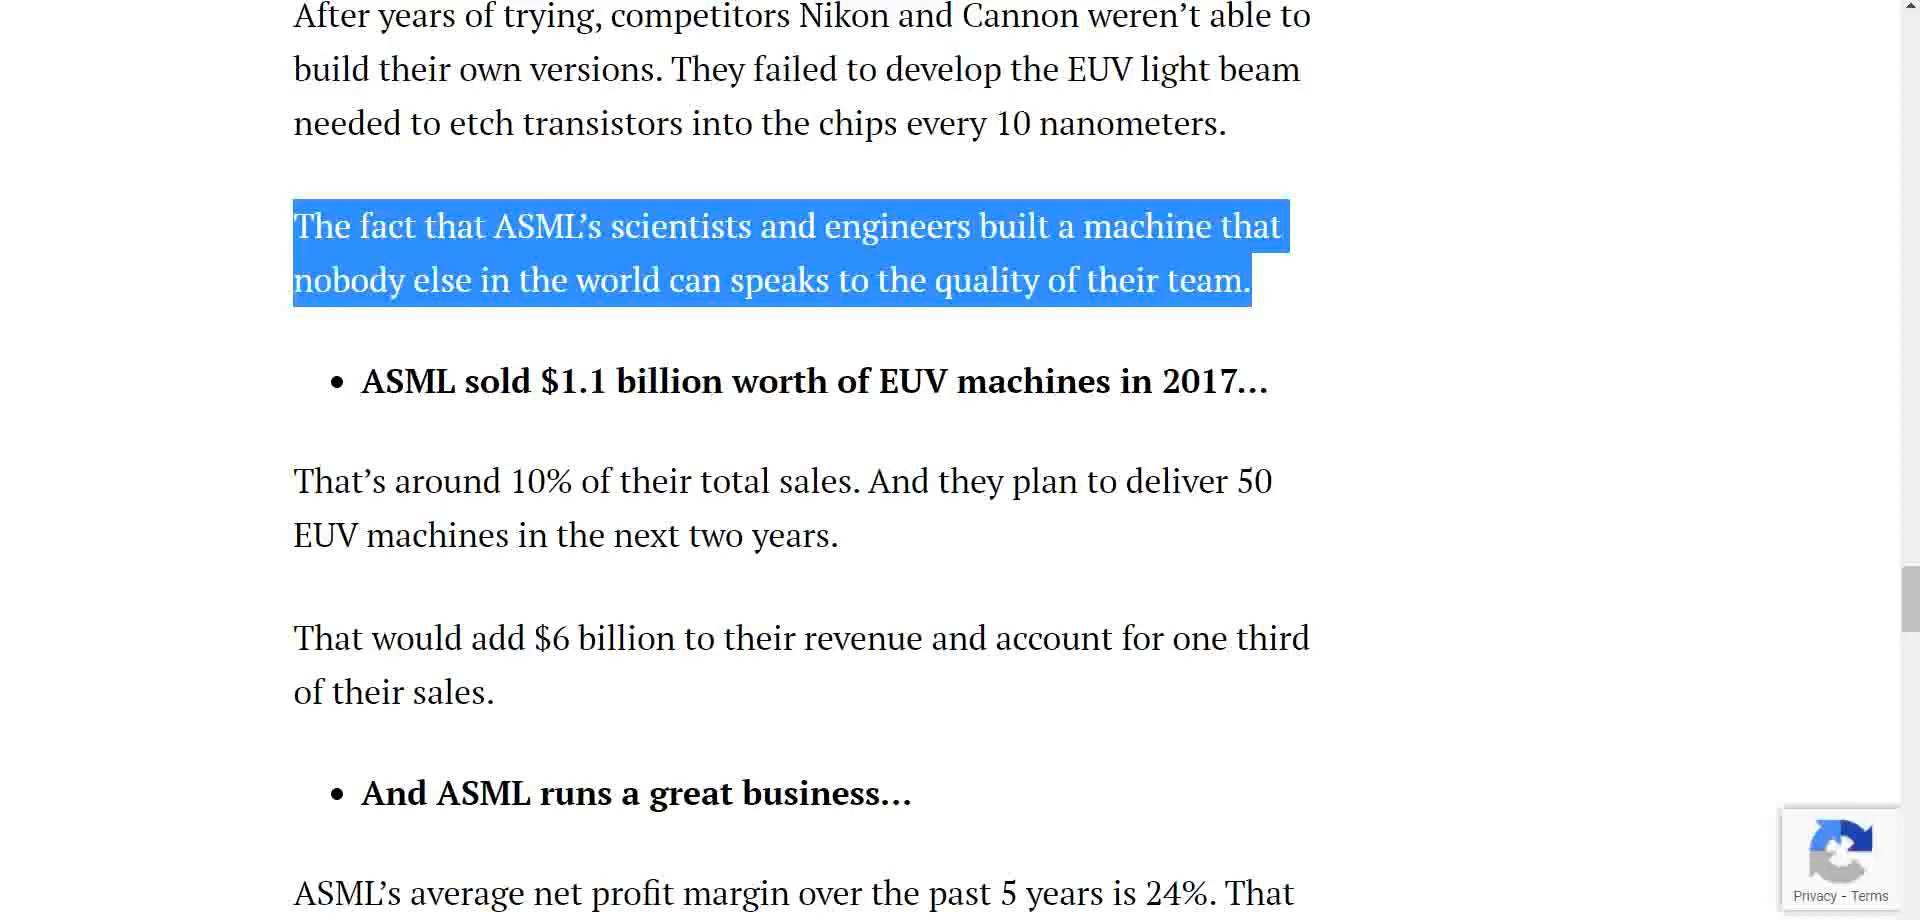 After years of trying, competitors Nikon and Cannon weren’t able to
build their own versions. They failed to develop the EUV light beam
needed to etch transistors into the chips every 10 nanometers.
The fact that ASML’s scientists and engineers built a machine that
nobody else in the world can speaks to the quality of their team.
• ASML sold $1.1 billion worth of EUV machines in 2017…
That’s around 10% of their total sales. And they plan to deliver 50
EUV machines in the next two years.
That would add $6 billion to their revenue and account for one third
of their sales.
• And ASML runs a great business…
ASML’s average net profit margin over the past 5 years is 24%. That
Privacy - Terms